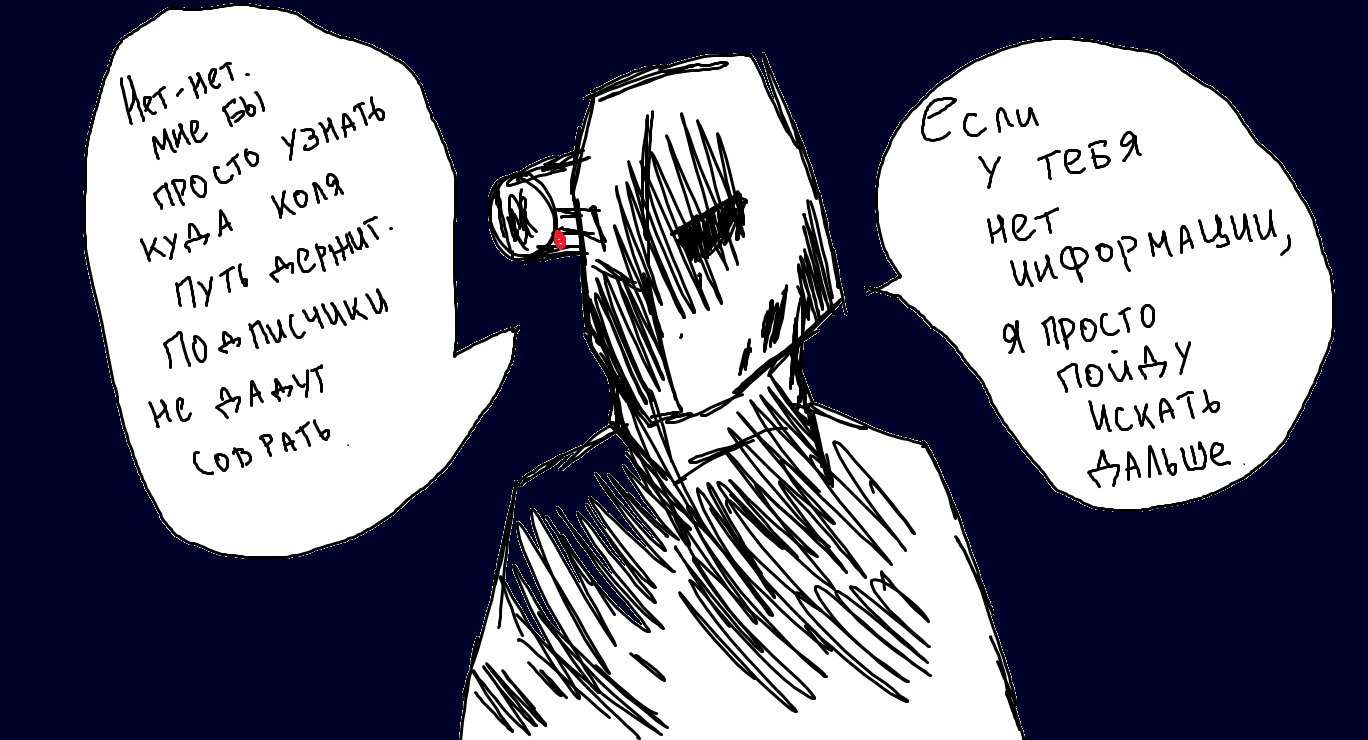 Нет-нет.
мне бы
просто узнать
куда Коля
путь держит.
Подписчики
не дадут
соврать.
Если
у тебя
нет
информации,
я просто
пойду
искать
дальше.